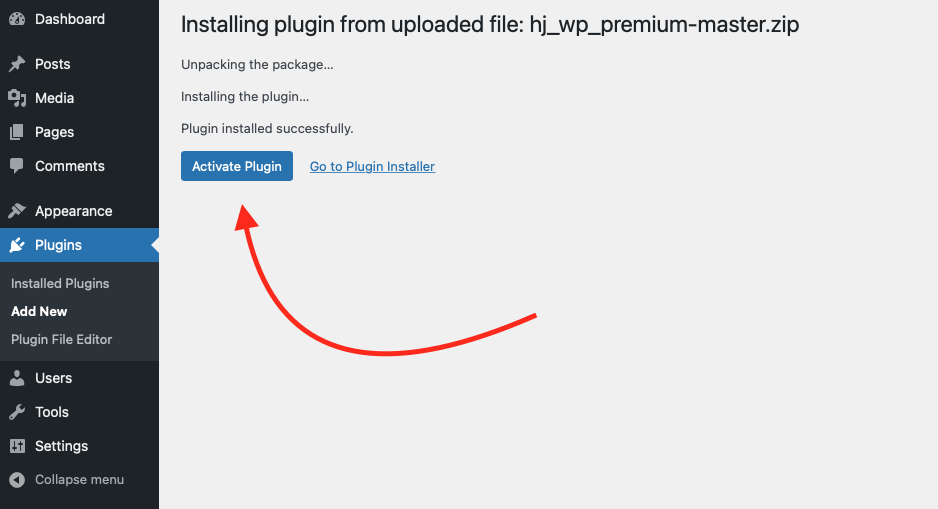 Dashboard
Posts
Media
Pages
Comments
Appearance
Plugins
Installed Plugins
Add New
Plugin File Editor
Users
Tools
Settings
Collapse menu
Installing plugin from uploaded file: hj_wp_premium-master.zip
Unpacking the package…
Installing the plugin…
Plugin installed successfully.
Activate Plugin Go to Plugin Installer